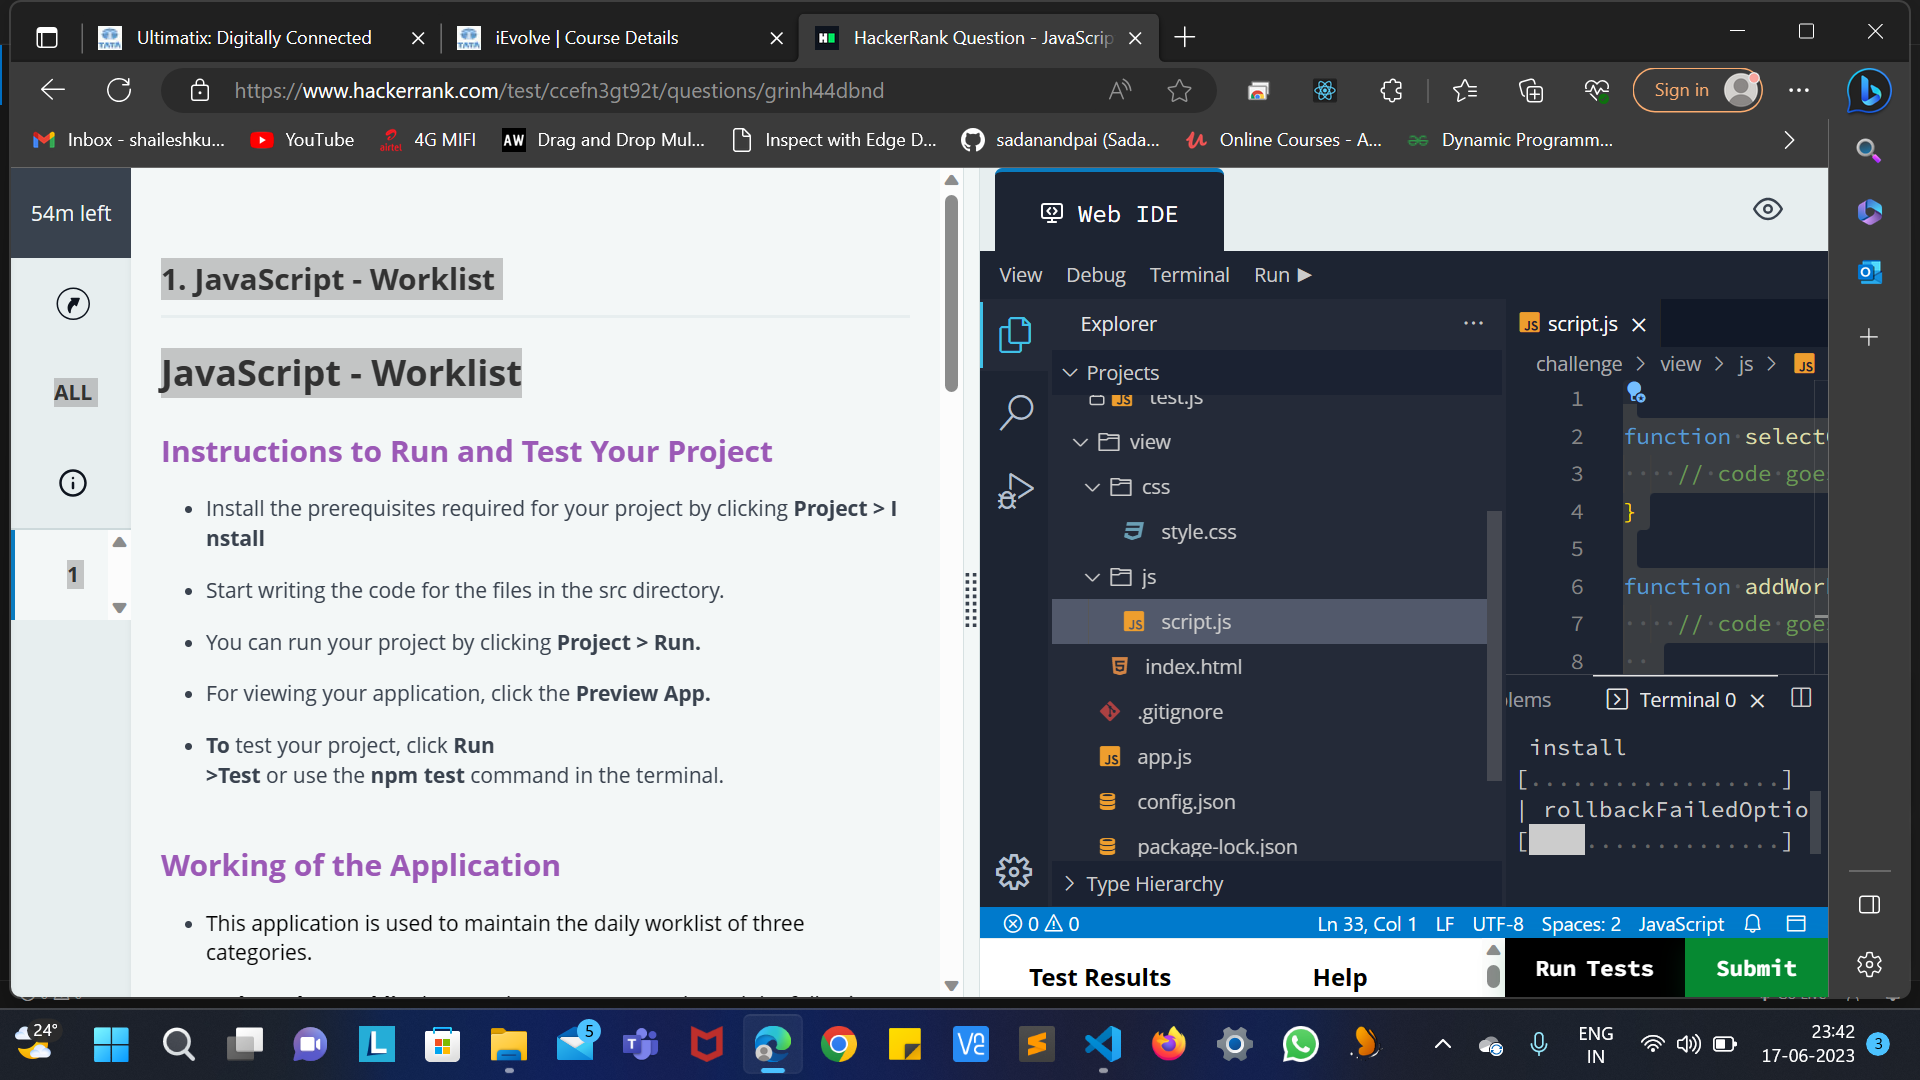 Ultimatix: Digitally Connected
iEvolve | Course Details
HackerRank Question - JavaScrip
https://www.hackerrank.com/test/ccefn3gt92t/questions/grinh44dbnd
Sign in
Inbox - shaileshku...
YouTube
airtel
4G MIFI
AW
Drag and Drop Mul...
Inspect with Edge D...
sadanandpai (Sada...
Online Courses - A...
Dynamic Programm...
54m left
ALL
1
1. JavaScript - Worklist
JavaScript - Worklist
Instructions to Run and Test Your Project
Install the prerequisites required for your project by clicking Project > I
nstall
Start writing the code for the files in the src directory.
You can run your project by clicking Project > Run.
For viewing your application, click the Preview App.
To test your project, click Run
>Test or use the npm test command in the terminal.
Working of the Application
This application is used to maintain the daily worklist of three
categories.
Web IDE
View Debug Terminal Run
Explorer
Projects
test.js
view
css
style.css
js
script.js
index.html
.gitignore
app.js
config.json
package-lock.json
Type Hierarchy
script.js
challenge > view > js >
1
2 function select
3 // code goe
4 }
5
6 function addWor
7 // code goe
8
lems
Terminal 0
install
[..................]
| rollbackFailedOptio
[ ..............]
0 0
Ln 33, Col 1 LF UTF-8 Spaces: 2 JavaScript
Test Results Help
Run Tests Submit
24°
5
ENG
IN
23:42
17-06-2023
3